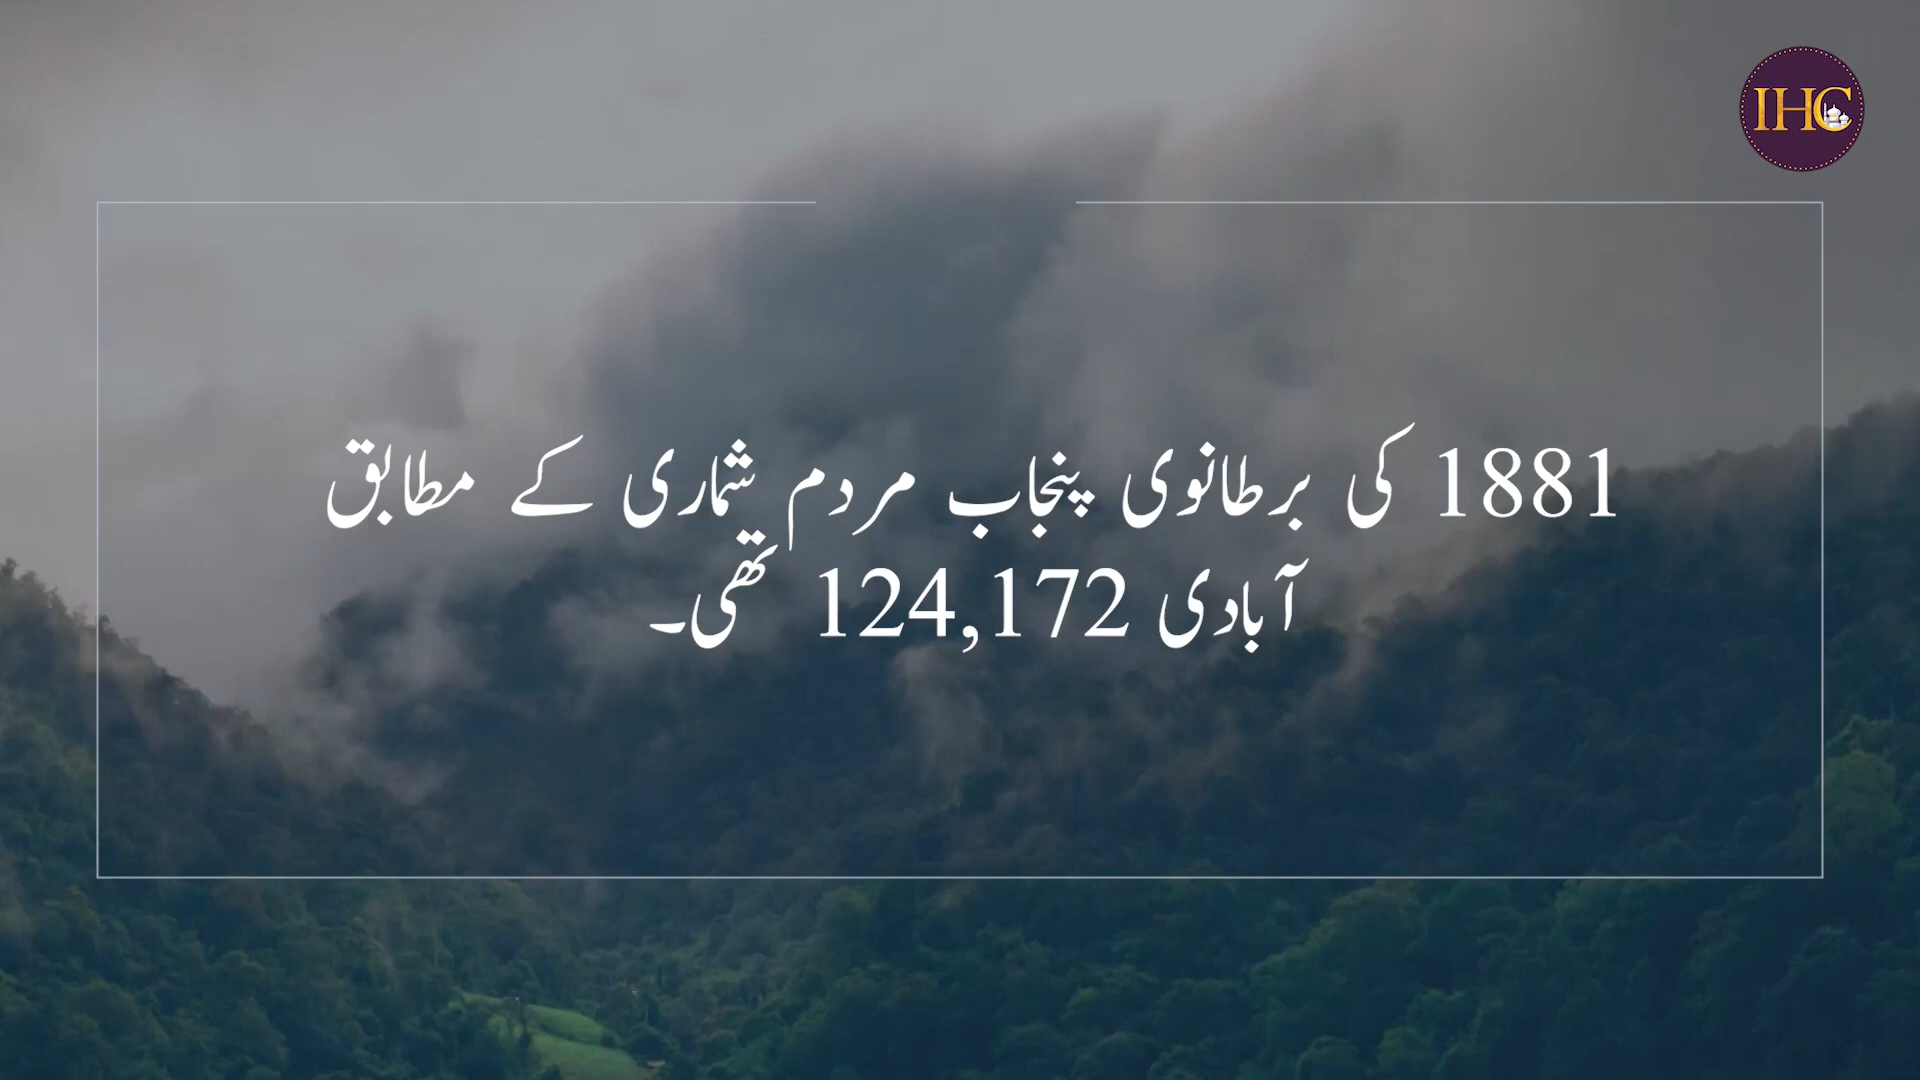 IHC
1881 کی برطانوی پنجاب مردم شماری کے مطابق
آبادی 124,172 تھی۔